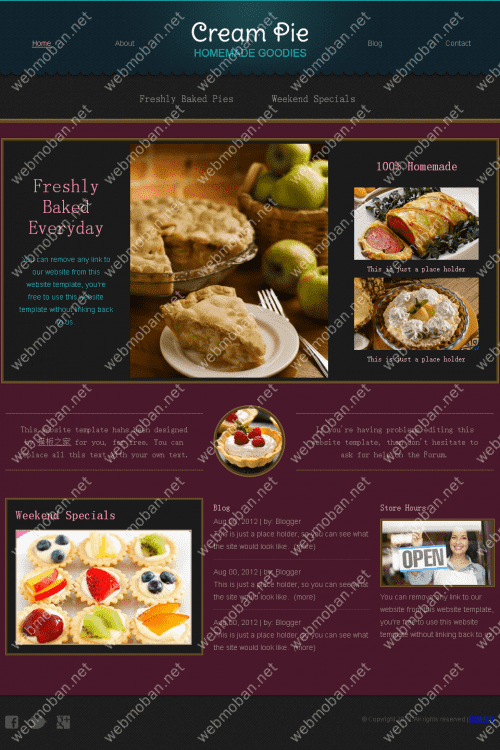 Cream Pie
HOMEMADE GOODIES
Home
About
Blog
Contact
Freshly Baked Pies
Weekend Specials
Freshly
Baked
Everyday
You can remove any link to
our website from this
website template, you're
free to use this website
template without linking back
to us.
100% Homemade
This is just a place holder
This is just a place holder
This website template has been designed
by 模板之家 for you, for free. You can
replace all this text with your own text.
If you're having problem editing this
website template, then don't hesitate to
ask for help on the Forum.
Weekend Specials
Blog
Aug 2012 | by: Blogger
This is just a place holder, so you can see what
the site would look like. (more)
Aug 00, 2012 | by: Blogger
This is just a place holder, so you can see what
the site would look like. (more)
Aug 2012 | by: Blogger
This is just a place holder, so you can see what
the site would look like. (more)
Store Hours
OPEN
You can remove any link to our
website from this website template,
you're free to use this website
template without linking back to us.
© Copyright All rights reserved |
webmoban.net